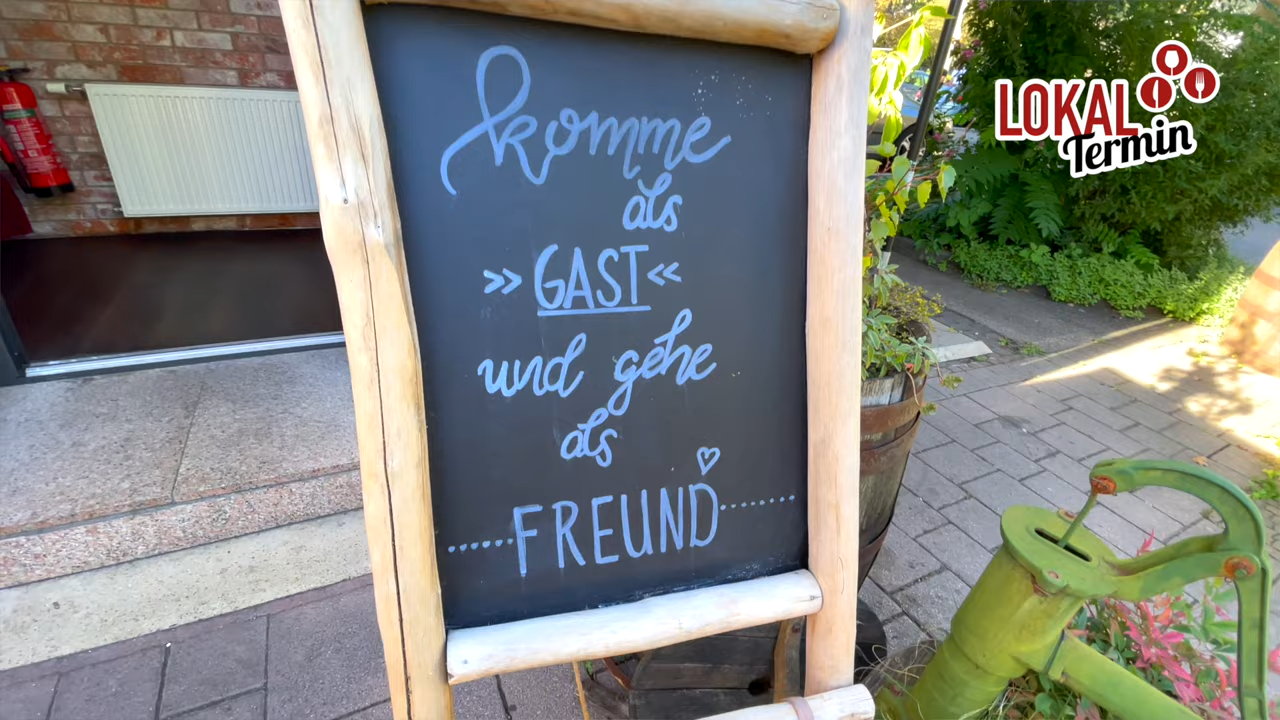 komme
als
»GAST«
und gehe
als
FREUND
LOKAL
Termin